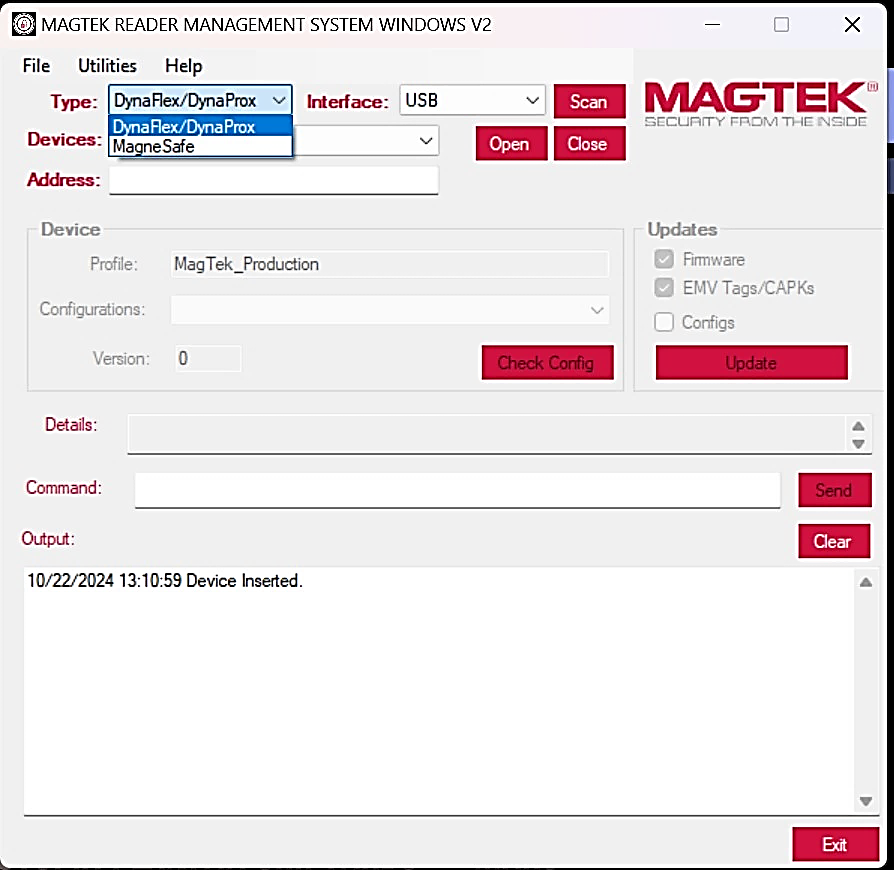 MAGTEK READER MANAGEMENT SYSTEM WINDOWS V2
File Utilities Help
Type: DynaFlex/DynaProx Interface: USB Scan
MAGTEK®
SECURITY FROM THE INSIDE
DynaFlex/DynaProx
MagneSafe
Devices: Open Close
Address:
Device
Profile: MagTek_Production
Configurations:
Version: 0 Check Config
Updates
Firmware
EMV Tags/CAPKs
Configs
Update
Details:
Command: Send
Output: Clear
10/22/2024 13:10:59 Device Inserted.
Exit